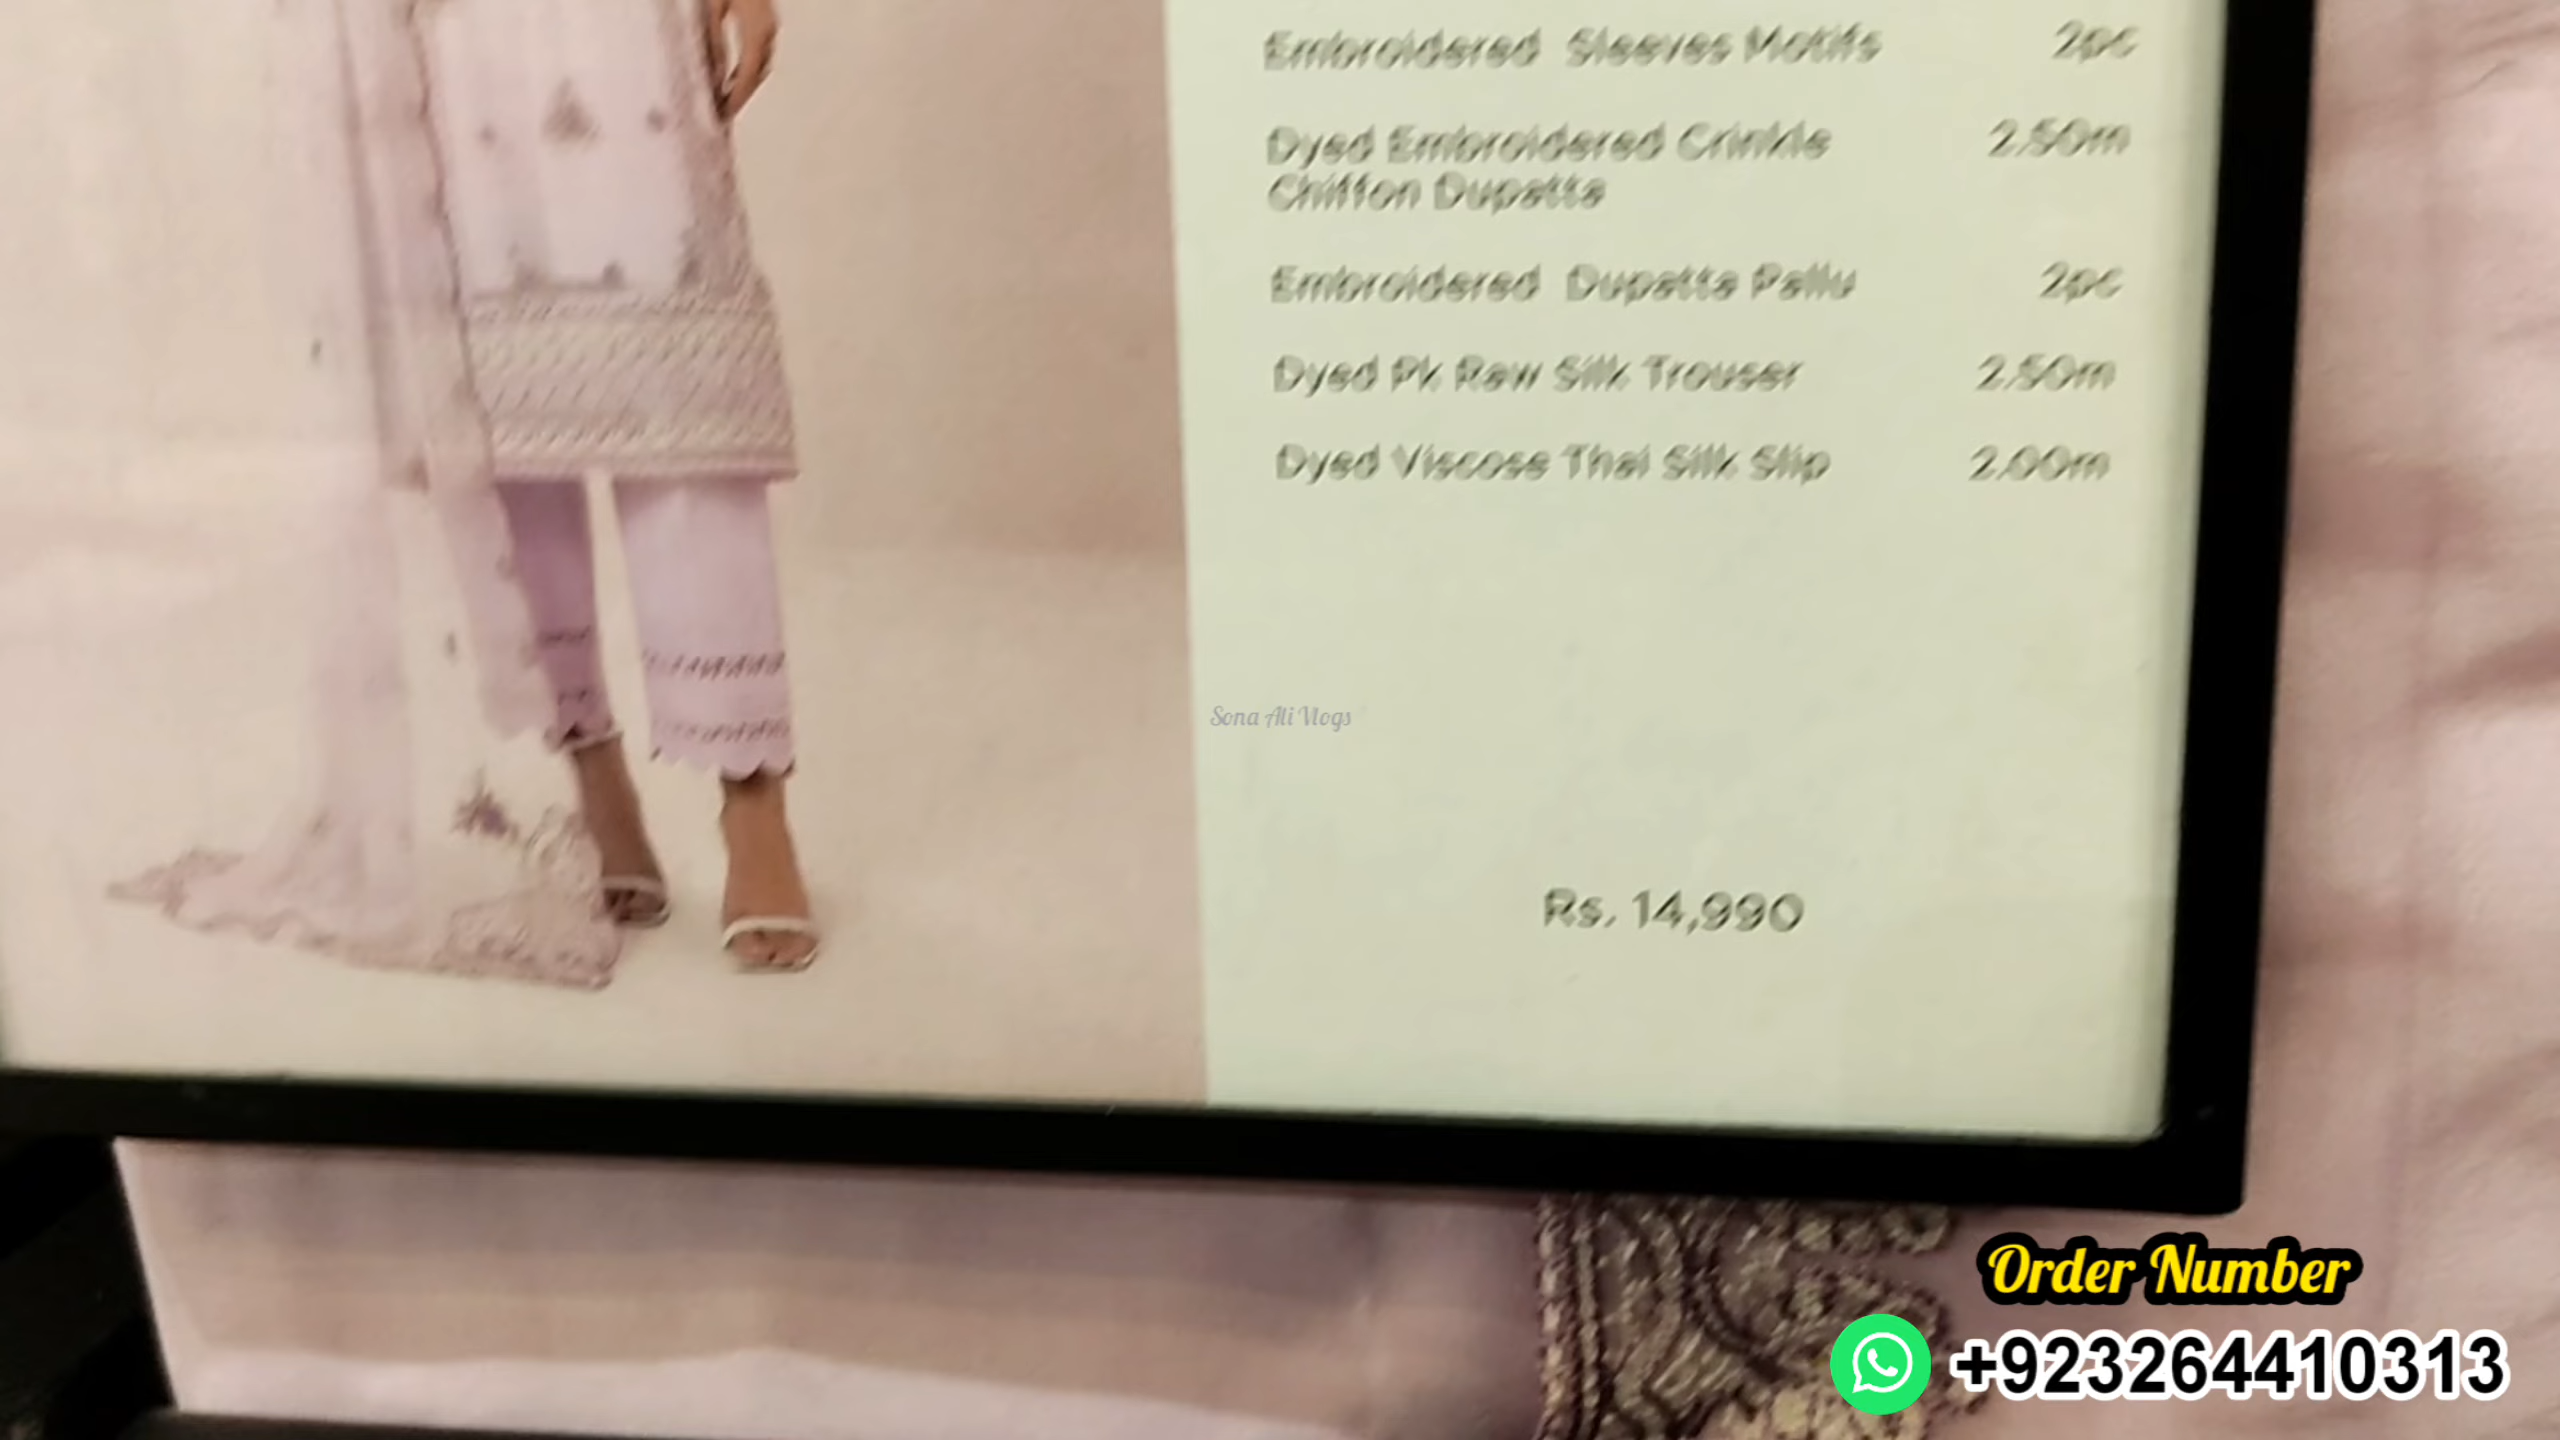 Embroidered Sleeves Motifs 2pc
Dyed Embroidered Crinkle 2.50m
Chiffon Dupatta
Embroidered Dupatta Pallu 2pc
Dyed Pk Raw Silk Trouser 2.50m
Dyed Viscose Thai Silk Slip 2.00m
Sona Ali Vlogs
Rs. 14,990
Order Number
+923264410313